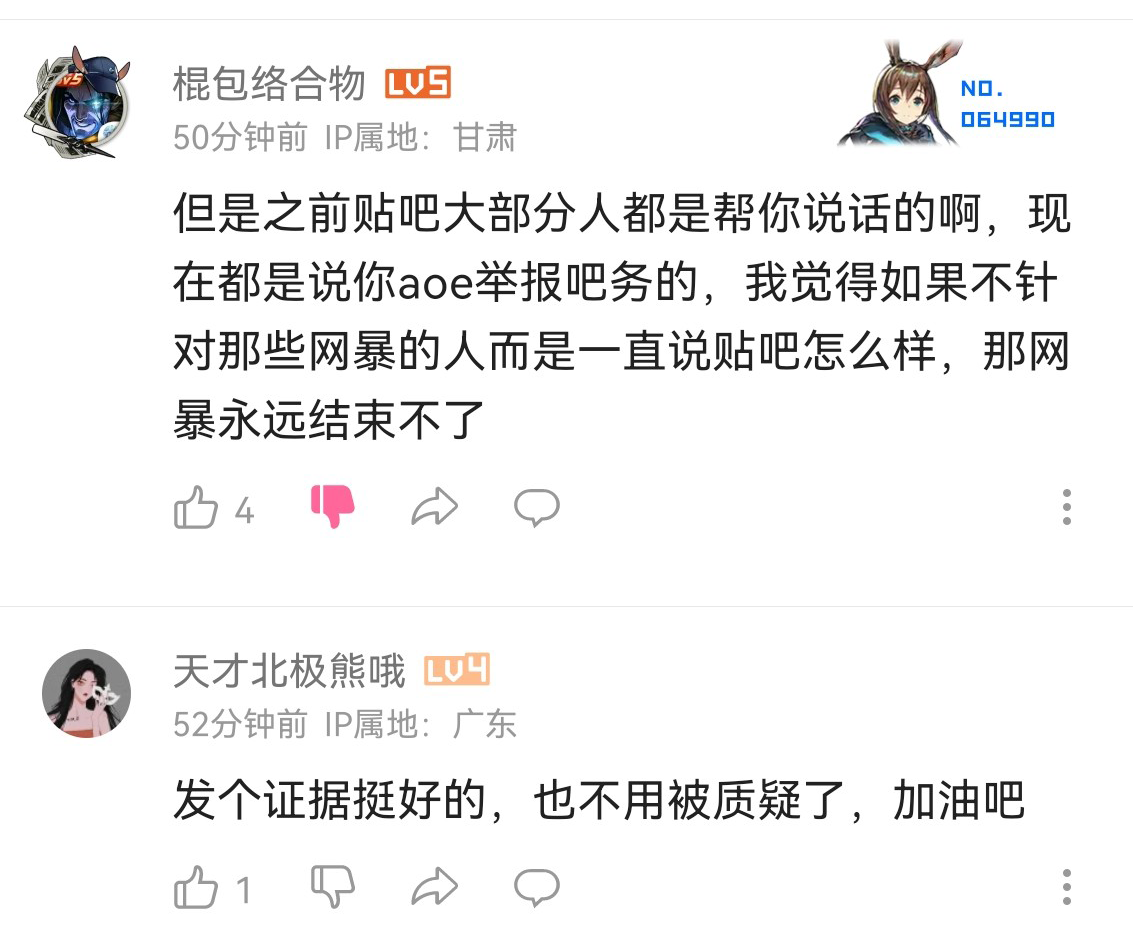 棍包络合物 LV5
NO.
064990
50分钟前 IP属地：甘肃
但是之前贴吧大部分人都是帮你说话的啊，现
在都是说你aoe举报吧务的，我觉得如果不针
对那些网暴的人而是一直说贴吧怎么样，那网
暴永远结束不了
4
天才北极熊哦 LV4
52分钟前 IP属地：广东
发个证据挺好的，也不用被质疑了，加油吧
1